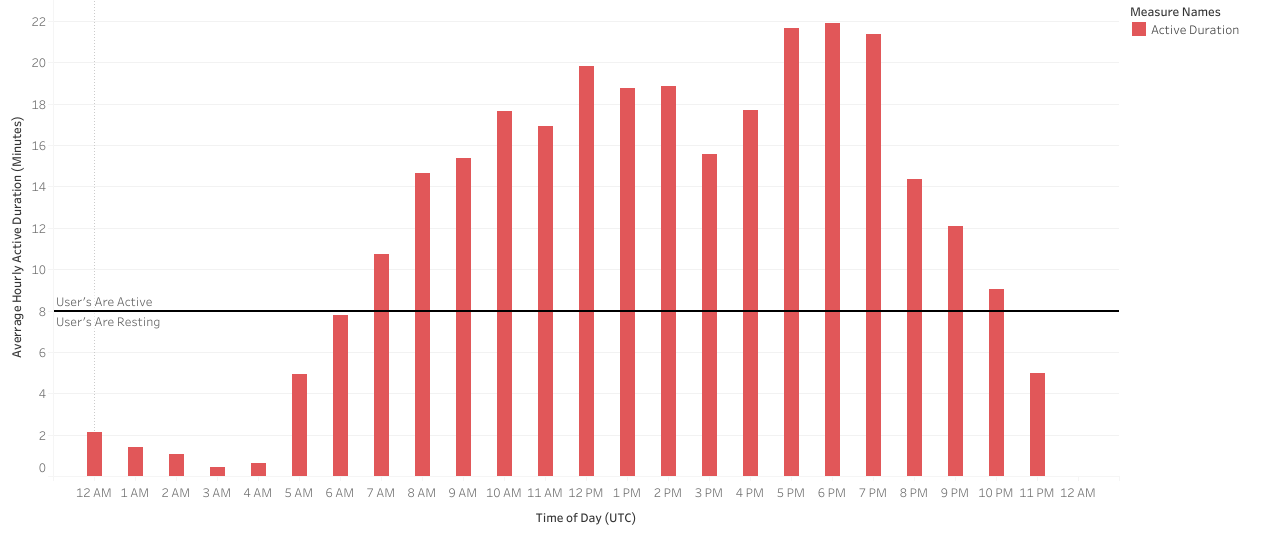 Measure Names
Active Duration
Averrage Hourly Active Duration (Minutes)
22
20
18
16
14
12
10
8
6
4
2
0
User's Are Active
User's Are Resting
12 AM 1 AM 2 AM 3 AM 4 AM 5 AM 6 AM 7 AM 8 AM 9 AM 10 AM 11 AM 12 PM 1 PM 2 PM 3 PM 4 PM 5 PM 6 PM 7 PM 8 PM 9 PM 10 PM 11 PM 12 AM
Time of Day (UTC)